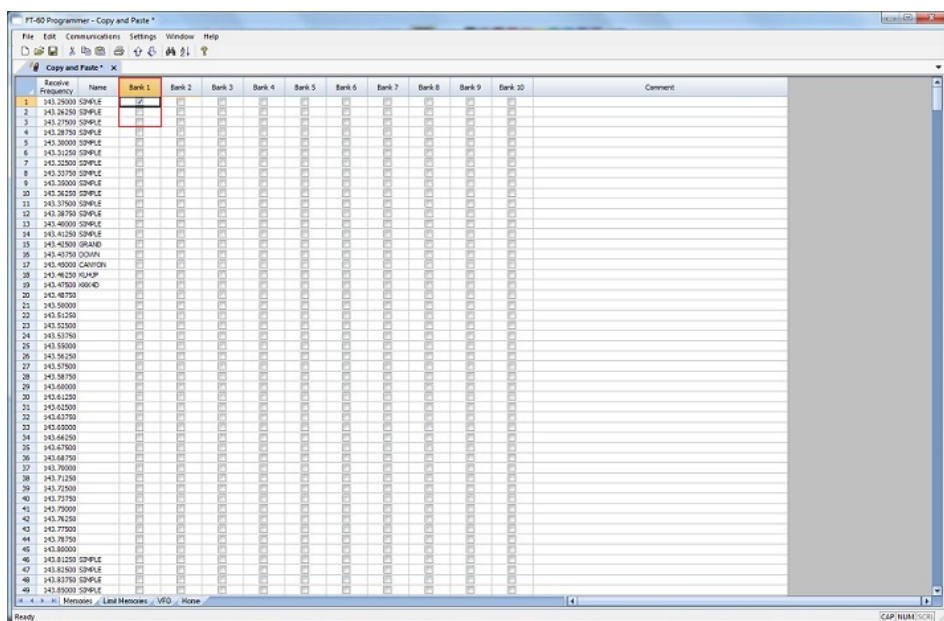 FT-60 Programmer - Copy and Paste *
File Edit Communications Settings Window Help
Copy and Paste * X
Receive Frequency Name Bank 1 Bank 2 Bank 3 Bank 4 Bank 5 Bank 6 Bank 7 Bank 8 Bank 9 Bank 10 Comment
1 143.25000 SIMPLE
2 143.26250 SIMPLE
3 143.27500 SIMPLE
4 143.28750 SIMPLE
5 143.30000 SIMPLE
6 143.31250 SIMPLE
7 143.32500 SIMPLE
8 143.33750 SIMPLE
9 143.35000 SIMPLE
10 143.36250 SIMPLE
11 143.37500 SIMPLE
12 143.38750 SIMPLE
13 143.40000 SIMPLE
14 143.41250 SIMPLE
15 143.42500 GRAND
16 143.43750 DOWN
17 143.45000 CANYON
18 143.46250
19 143.47500
20 143.48750
21 143.50000
22 143.51250
23 143.52500
24 143.53750
25 143.55000
26 143.56250
27 143.57500
28 143.58750
29 143.60000
30 143.61250
31 143.62500
32 143.63750
33 143.65000
34 143.66250
35 143.67500
36 143.68750
37 143.70000
38 143.71250
39 143.72500
40 143.73750
41 143.75000
42 143.76250
43 143.77500
44 143.78750
45 143.80000
46 143.81250 SIMPLE
47 143.82500 SIMPLE
48 143.83750 SIMPLE
49 143.85000 SIMPLE
Memories Limit Memories VFO Home
Ready CAP NUM SCRL